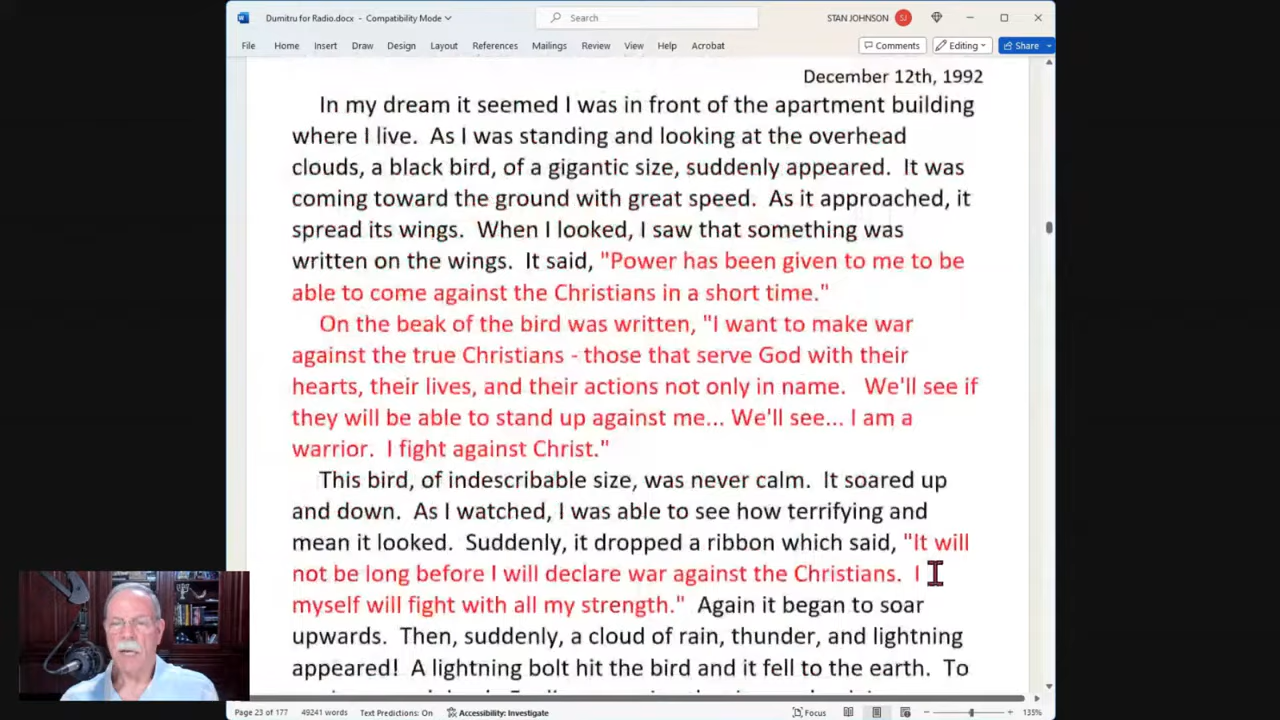 Dumitru for Radio.docx - Compatibility Mode
Search
STAN JOHNSON
SJ
File Home Insert Draw Design Layout References Mailings Review View Help Acrobat
Comments Editing Share
December 12th, 1992
In my dream it seemed I was in front of the apartment building
where I live. As I was standing and looking at the overhead
clouds, a black bird, of a gigantic size, suddenly appeared. It was
coming toward the ground with great speed. As it approached, it
spread its wings. When I looked, I saw that something was
written on the wings. It said, "Power has been given to me to be
able to come against the Christians in a short time."
On the beak of the bird was written, "I want to make war
against the true Christians - those that serve God with their
hearts, their lives, and their actions not only in name. We'll see if
they will be able to stand up against me... We'll see... I am a
warrior. I fight against Christ."
This bird, of indescribable size, was never calm. It soared up
and down. As I watched, I was able to see how terrifying and
mean it looked. Suddenly, it dropped a ribbon which said, "It will
not be long before I will declare war against the Christians. I
myself will fight with all my strength." Again it began to soar
upwards. Then, suddenly, a cloud of rain, thunder, and lightning
appeared! A lightning bolt hit the bird and it fell to the earth. To
Page 23 of 177 49241 words Text Predictions: On Accessibility: Investigate Focus 135%